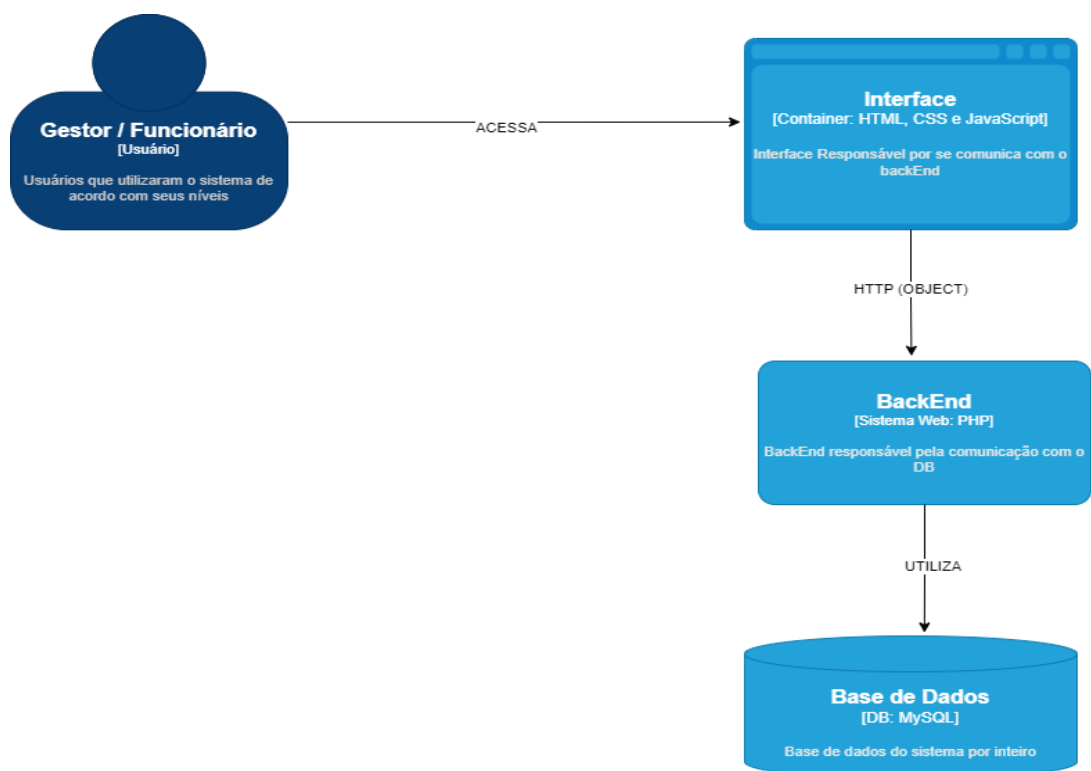 Gestor / Funcionário
[Usuário]
Usuários que utilizaram o sistema de
acordo com seus níveis
ACESSA
Interface
[Container: HTML, CSS e JavaScript]
Interface Responsável por se comunica com o
backEnd
HTTP (OBJECT)
BackEnd
[Sistema Web: PHP]
BackEnd responsável pela comunicação com o
DB
UTILIZA
Base de Dados
[DB: MySQL]
Base de dados do sistema por inteiro